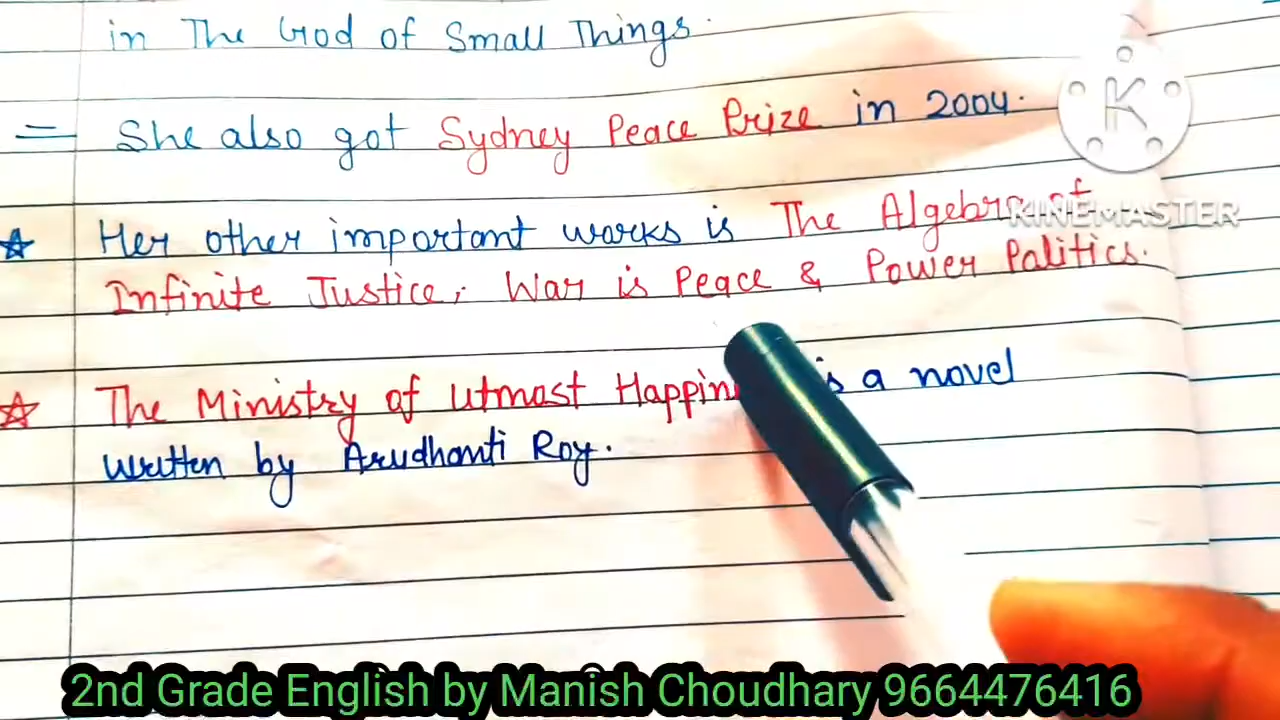 in The God of Small Things.
= She also got Sydney Peace Prize in 2004.
☆ Her other important works is The Algebra of
KINEMASTER
Infinite Justice, War is Peace & Power Palitics.
☆ The Ministry of Utmost is a novel
written by Arudhanti Roy.
2nd Grade English by Manish Choudhary 9664476416